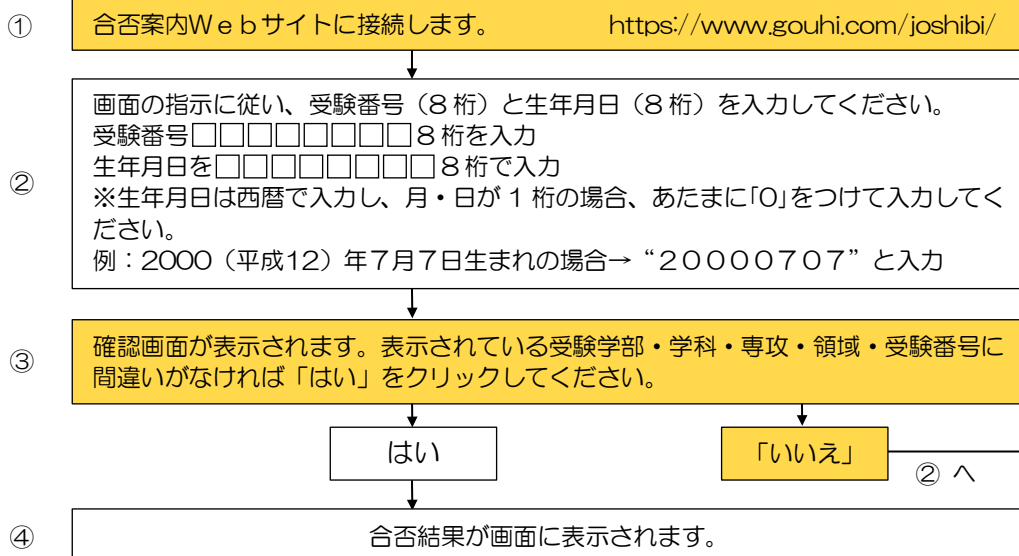 ① 合否案内Webサイトに接続します。 https://www.gouhi.com/joshibi/
② 画面の指示に従い、受験番号(8桁)と生年月日(8桁)を入力してください。
受験番号□□□□□□□□8桁を入力
生年月日を□□□□□□□□8桁で入力
※生年月日は西暦で入力し、月・日が1桁の場合、あたまに「0」をつけて入力してく
ださい。
例:2000(平成12)年7月7日生まれの場合→“20000707”と入力
③ 確認画面が表示されます。表示されている受験学部・学科・専攻・領域・受験番号に
間違いがなければ「はい」をクリックしてください。
はい 「いいえ」 ② へ
④ 合否結果が画面に表示されます。